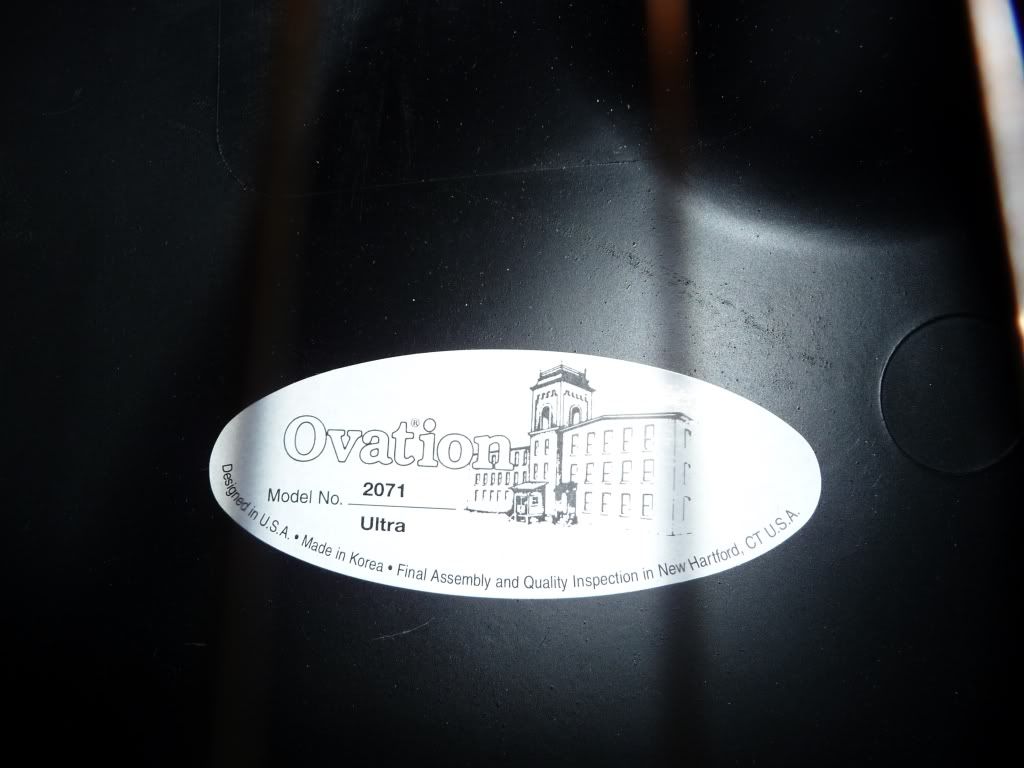 Ovation®
Model No. 2071
Ultra
Designed in U.S.A. • Made in Korea • Final Assembly and Quality Inspection in New Hartford, CT U.S.A.